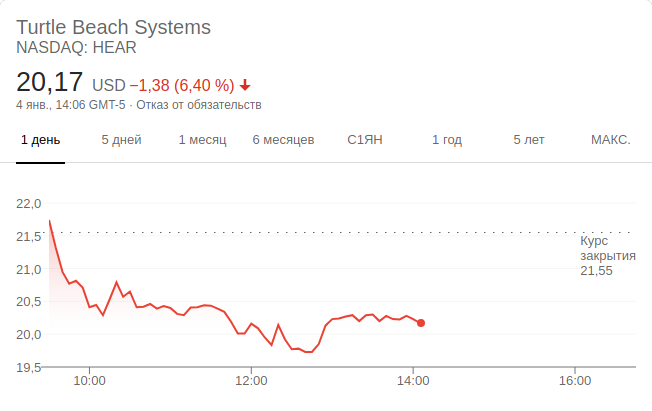 Turtle Beach Systems
NASDAQ: HEAR
20,17 USD −1,38 (6,40 %)
4 янв., 14:06 GMT-5 · Отказ от обязательств
1 день 5 дней 1 месяц 6 месяцев С1ЯН 1 год 5 лет МАКС.
22,0
21,5
Курс
закрытия
21,55
21,0
20,5
20,0
19,5
10:00 12:00 14:00 16:00